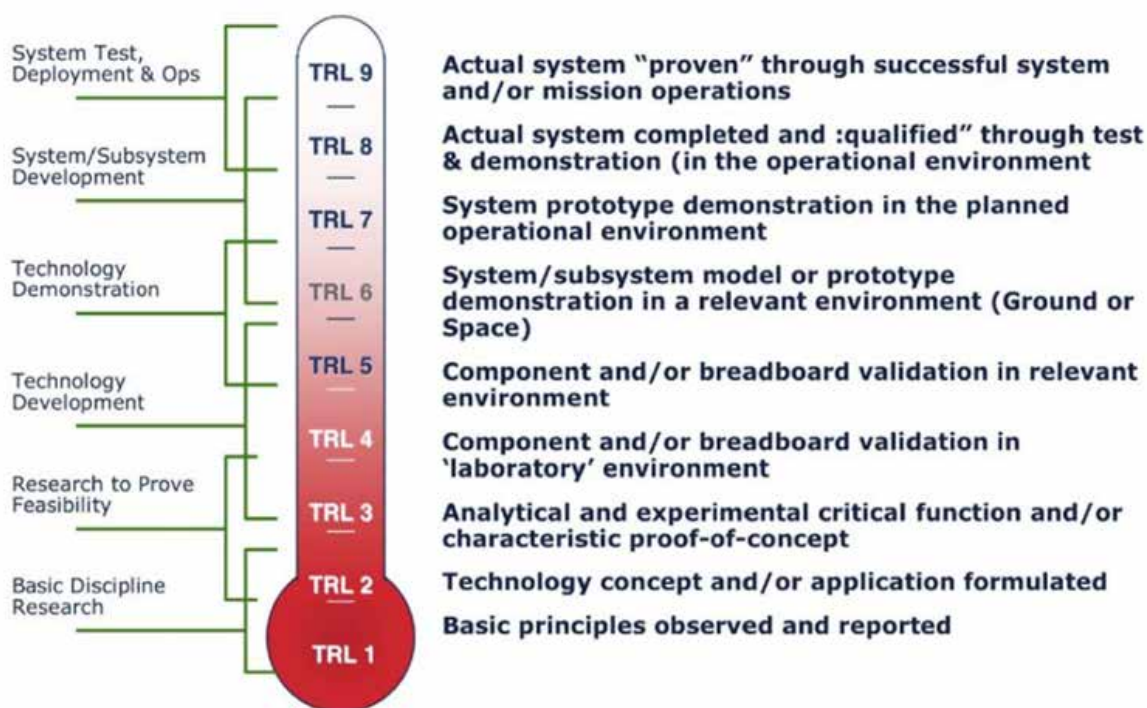 System Test,
Deployment & Ops
System/Subsystem
Development
Technology
Demonstration
Technology
Development
Research to Prove
Feasibility
Basic Discipline
Research
TRL 9
TRL 8
TRL 7
TRL 6
TRL 5
TRL 4
TRL 3
TRL 2
TRL 1
Actual system “proven” through successful system
and/or mission operations
Actual system completed and :qualified” through test
& demonstration (in the operational environment
System prototype demonstration in the planned
operational environment
System/subsystem model or prototype
demonstration in a relevant environment (Ground or
Space)
Component and/or breadboard validation in relevant
environment
Component and/or breadboard validation in
‘laboratory’ environment
Analytical and experimental critical function and/or
characteristic proof-of-concept
Technology concept and/or application formulated
Basic principles observed and reported